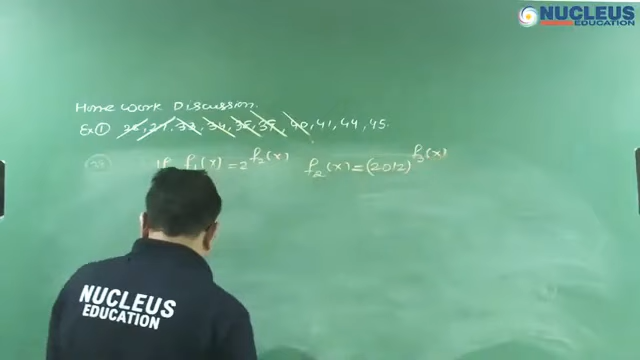 NUCLEUS
EDUCATION
Home work Discussion.
Ex① 26, 27, 33, 34, 35, 37, 40, 41, 44, 45.
If f₁(x) = 2^{f₂(x)} f₂(x) = (2012)^{f₃(x)}
NUCLEUS
EDUCATION